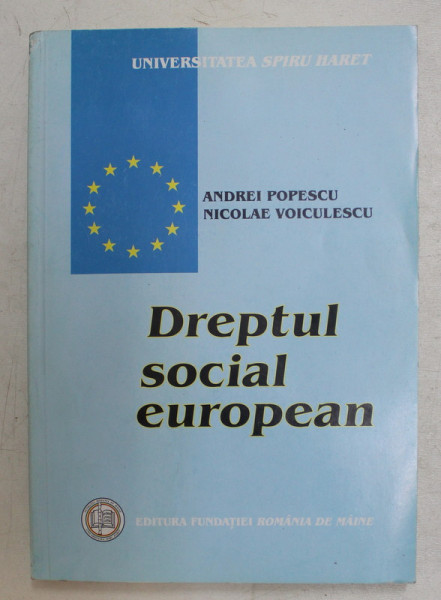 UNIVERSITATEA SPIRU HARET
ANDREI POPESCU
NICOLAE VOICULESCU
Dreptul
social
european
EDITURA FUNDAȚIEI ROMÂNIA DE MÂINE